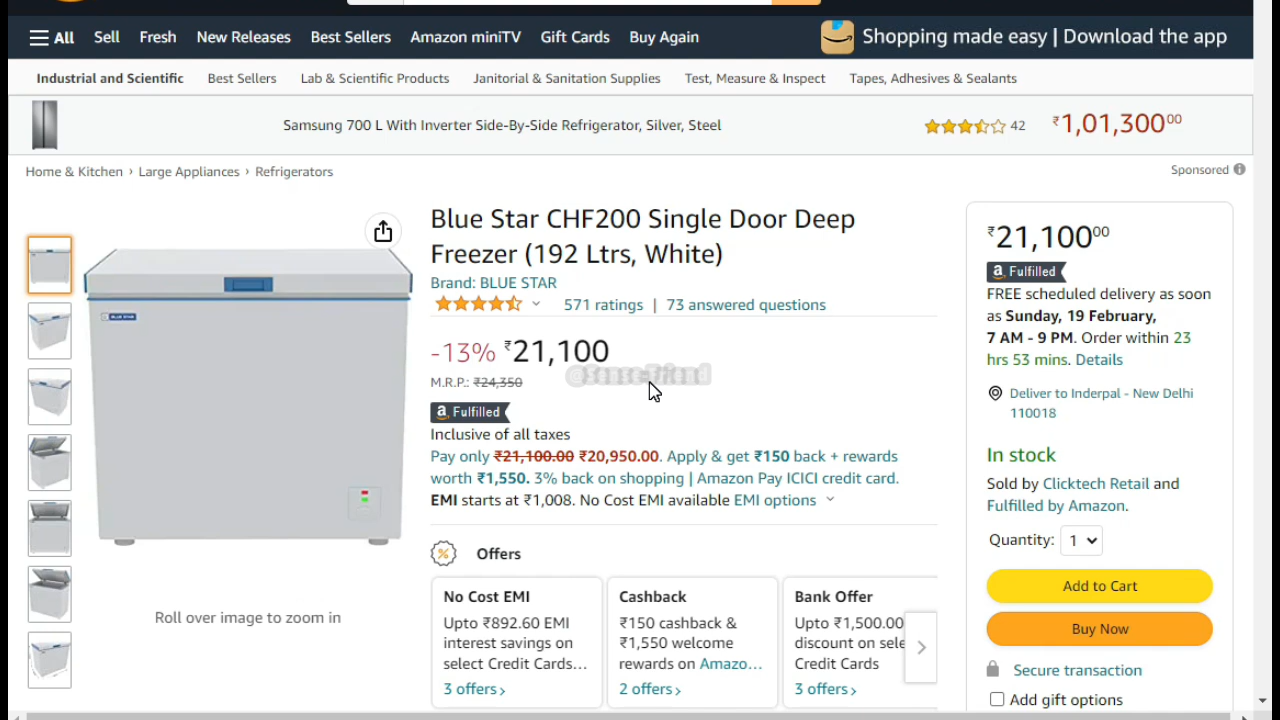 All Sell Fresh New Releases Best Sellers Amazon miniTV Gift Cards Buy Again Shopping made easy | Download the app
Industrial and Scientific Best Sellers Lab & Scientific Products Janitorial & Sanitation Supplies Test, Measure & Inspect Tapes, Adhesives & Sealants
Samsung 700 L With Inverter Side-By-Side Refrigerator, Silver, Steel 42 ₹1,01,300⁰⁰
Home & Kitchen › Large Appliances › Refrigerators
Sponsored
BLUE STAR
Roll over image to zoom in
Blue Star CHF200 Single Door Deep
Freezer (192 Ltrs, White)
Brand: BLUE STAR
571 ratings | 73 answered questions
-13% ₹21,100
M.R.P.: ₹24,350
a Fulfilled
Inclusive of all taxes
Pay only ₹21,100.00 ₹20,950.00. Apply & get ₹150 back + rewards
worth ₹1,550. 3% back on shopping | Amazon Pay ICICI credit card.
EMI starts at ₹1,008. No Cost EMI available EMI options
% Offers
No Cost EMI
Upto ₹892.60 EMI
interest savings on
select Credit Cards...
3 offers›
Cashback
₹150 cashback &
₹1,550 welcome
rewards on Amazo...
2 offers›
Bank Offer
Upto ₹1,500.00
discount on sele
Credit Cards
3 offers›
₹21,100⁰⁰
a Fulfilled
FREE scheduled delivery as soon
as Sunday, 19 February,
7 AM - 9 PM. Order within 23
hrs 53 mins. Details
Deliver to Inderpal - New Delhi
110018
In stock
Sold by Clicktech Retail and
Fulfilled by Amazon.
Quantity: 1
Add to Cart
Buy Now
Secure transaction
Add gift options